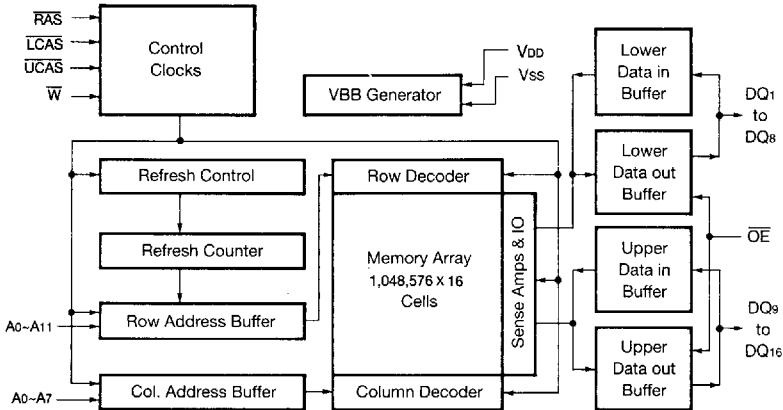 RAS
LCAS
UCAS
W
Control
Clocks
VDD
VSS
VBB Generator
Lower
Data in
Buffer
DQ1
to
DQ8
Lower
Data out
Buffer
OE
Refresh Control
Row Decoder
Refresh Counter
Memory Array
1,048,576 x 16
Cells
Sense Amps & IO
Upper
Data in
Buffer
DQ9
to
DQ16
A0~A11
Row Address Buffer
Upper
Data out
Buffer
A0~A7
Col. Address Buffer
Column Decoder